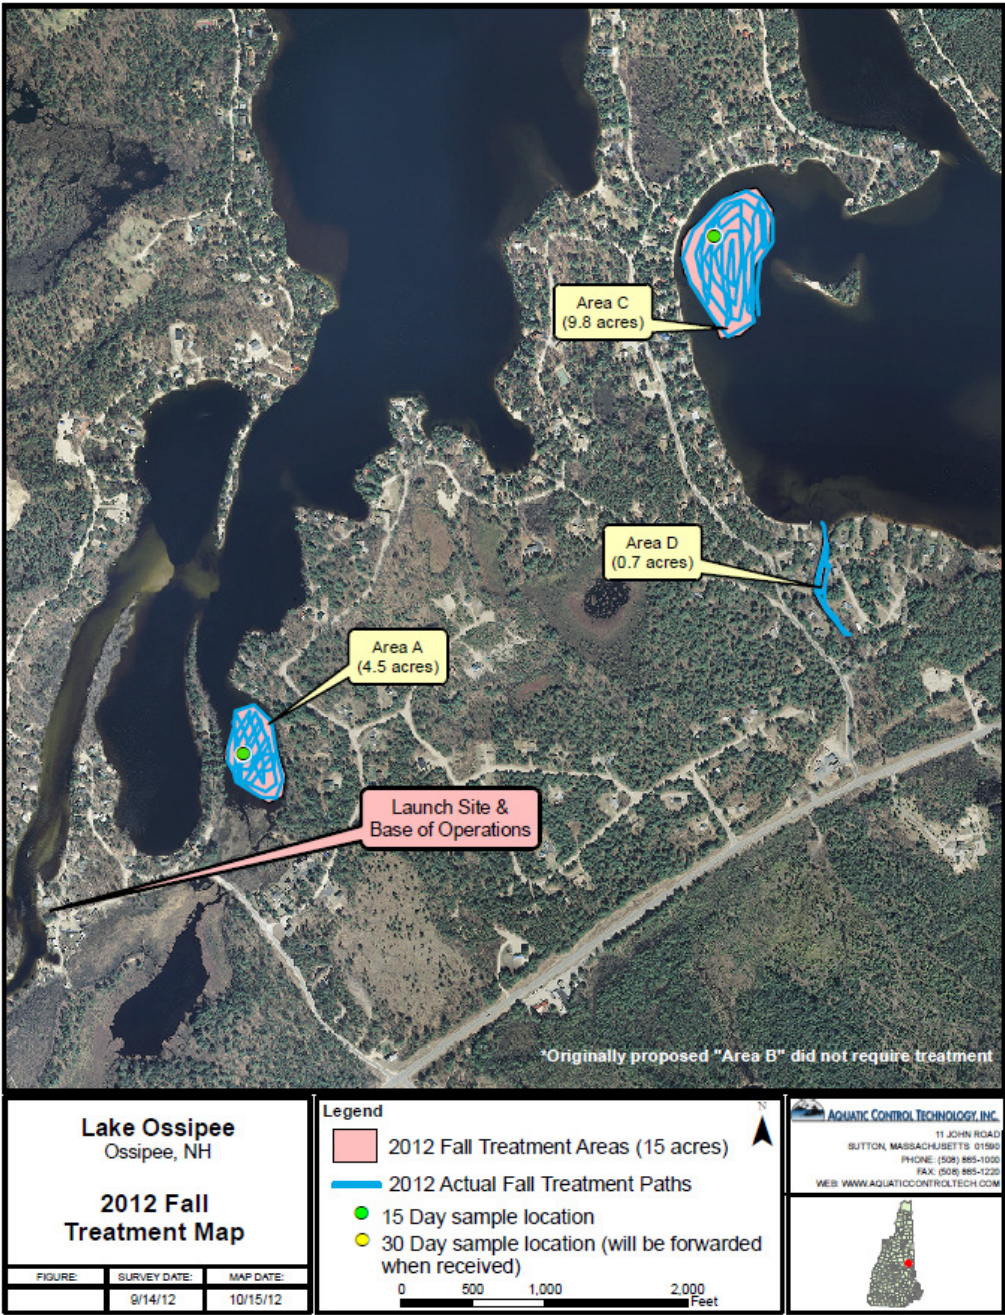 Area C
(9.8 acres)
Area D
(0.7 acres)
Area A
(4.5 acres)
Launch Site &
Base of Operations
*Originally proposed "Area B" did not require treatment
Lake Ossipee
Ossipee, NH
2012 Fall
Treatment Map
FIGURE:
SURVEY DATE:
MAP DATE:
9/14/12
10/15/12
Legend
N
2012 Fall Treatment Areas (15 acres)
2012 Actual Fall Treatment Paths
15 Day sample location
30 Day sample location (will be forwarded
when received)
0 500 1,000 2,000
Feet
AQUATIC CONTROL TECHNOLOGY, INC.
11 JOHN ROAD
SUTTON, MASSACHUSETTS 01590
PHONE: (508) 865-1000
FAX: (508) 865-1220
WEB: WWW.AQUATICCONTROLTECH.COM